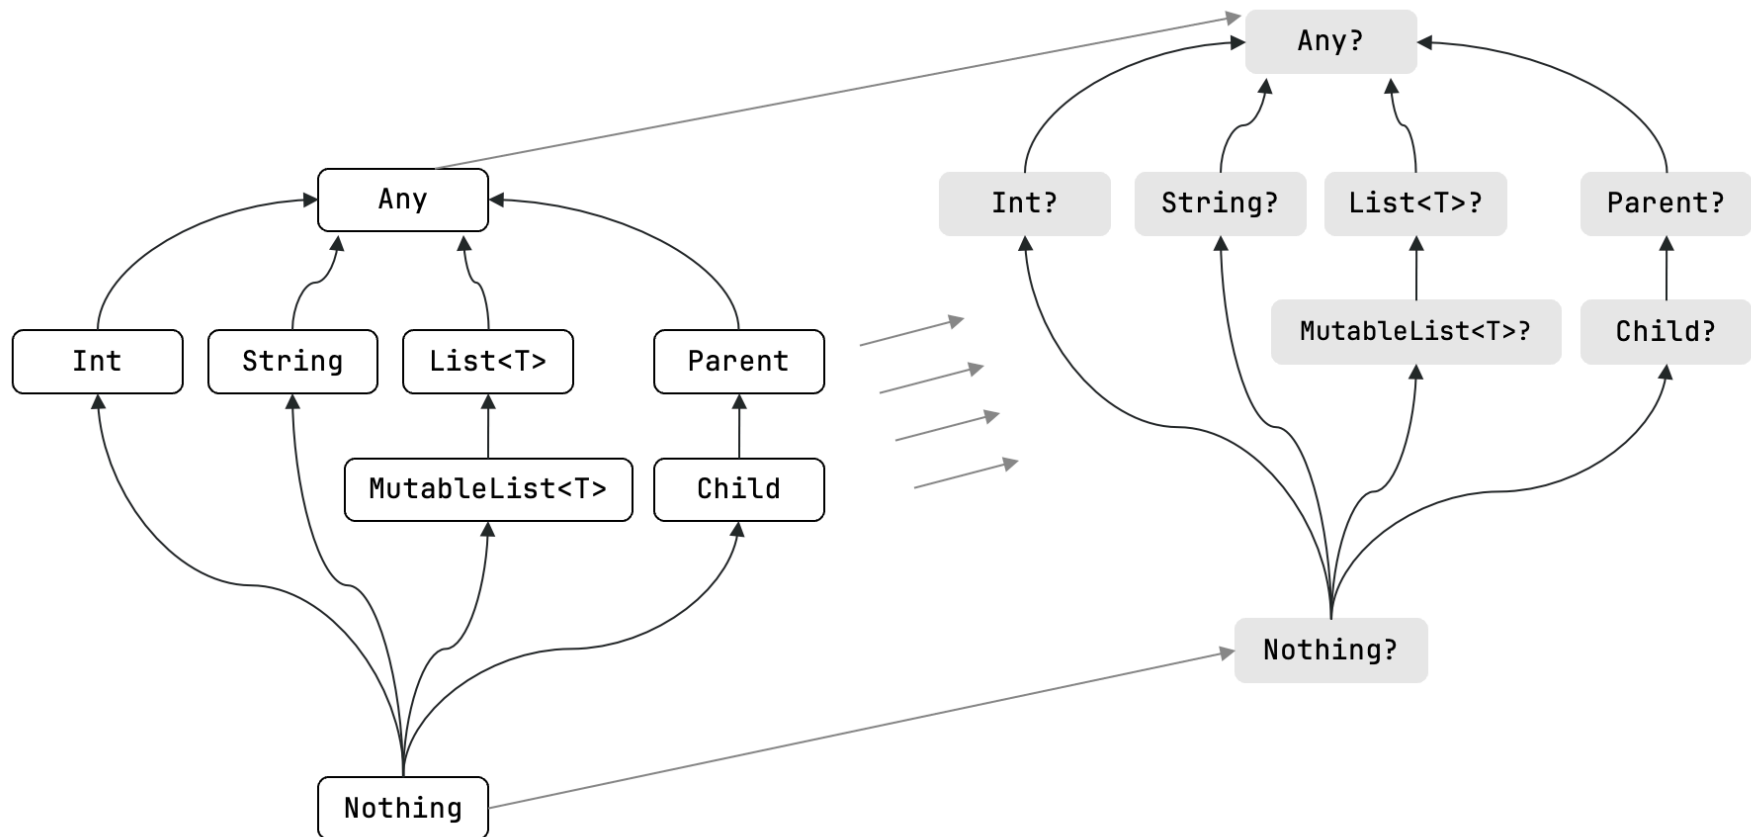 Any?
Any
Int?
String?
List<T>?
Parent?
Int
String
List<T>
Parent
MutableList<T>?
Child?
MutableList<T>
Child
Nothing?
Nothing